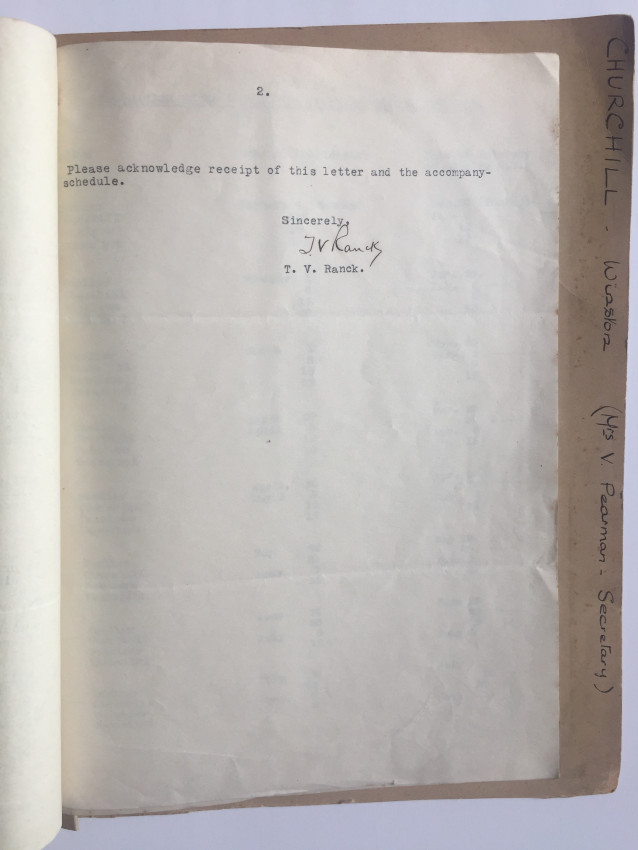 2.
Please acknowledge receipt of this letter and the accompany-
schedule.
Sincerely,
T V Ranck
T. V. Ranck.
CHURCHILL - Winston (Mrs V. Pearman - Secretary)